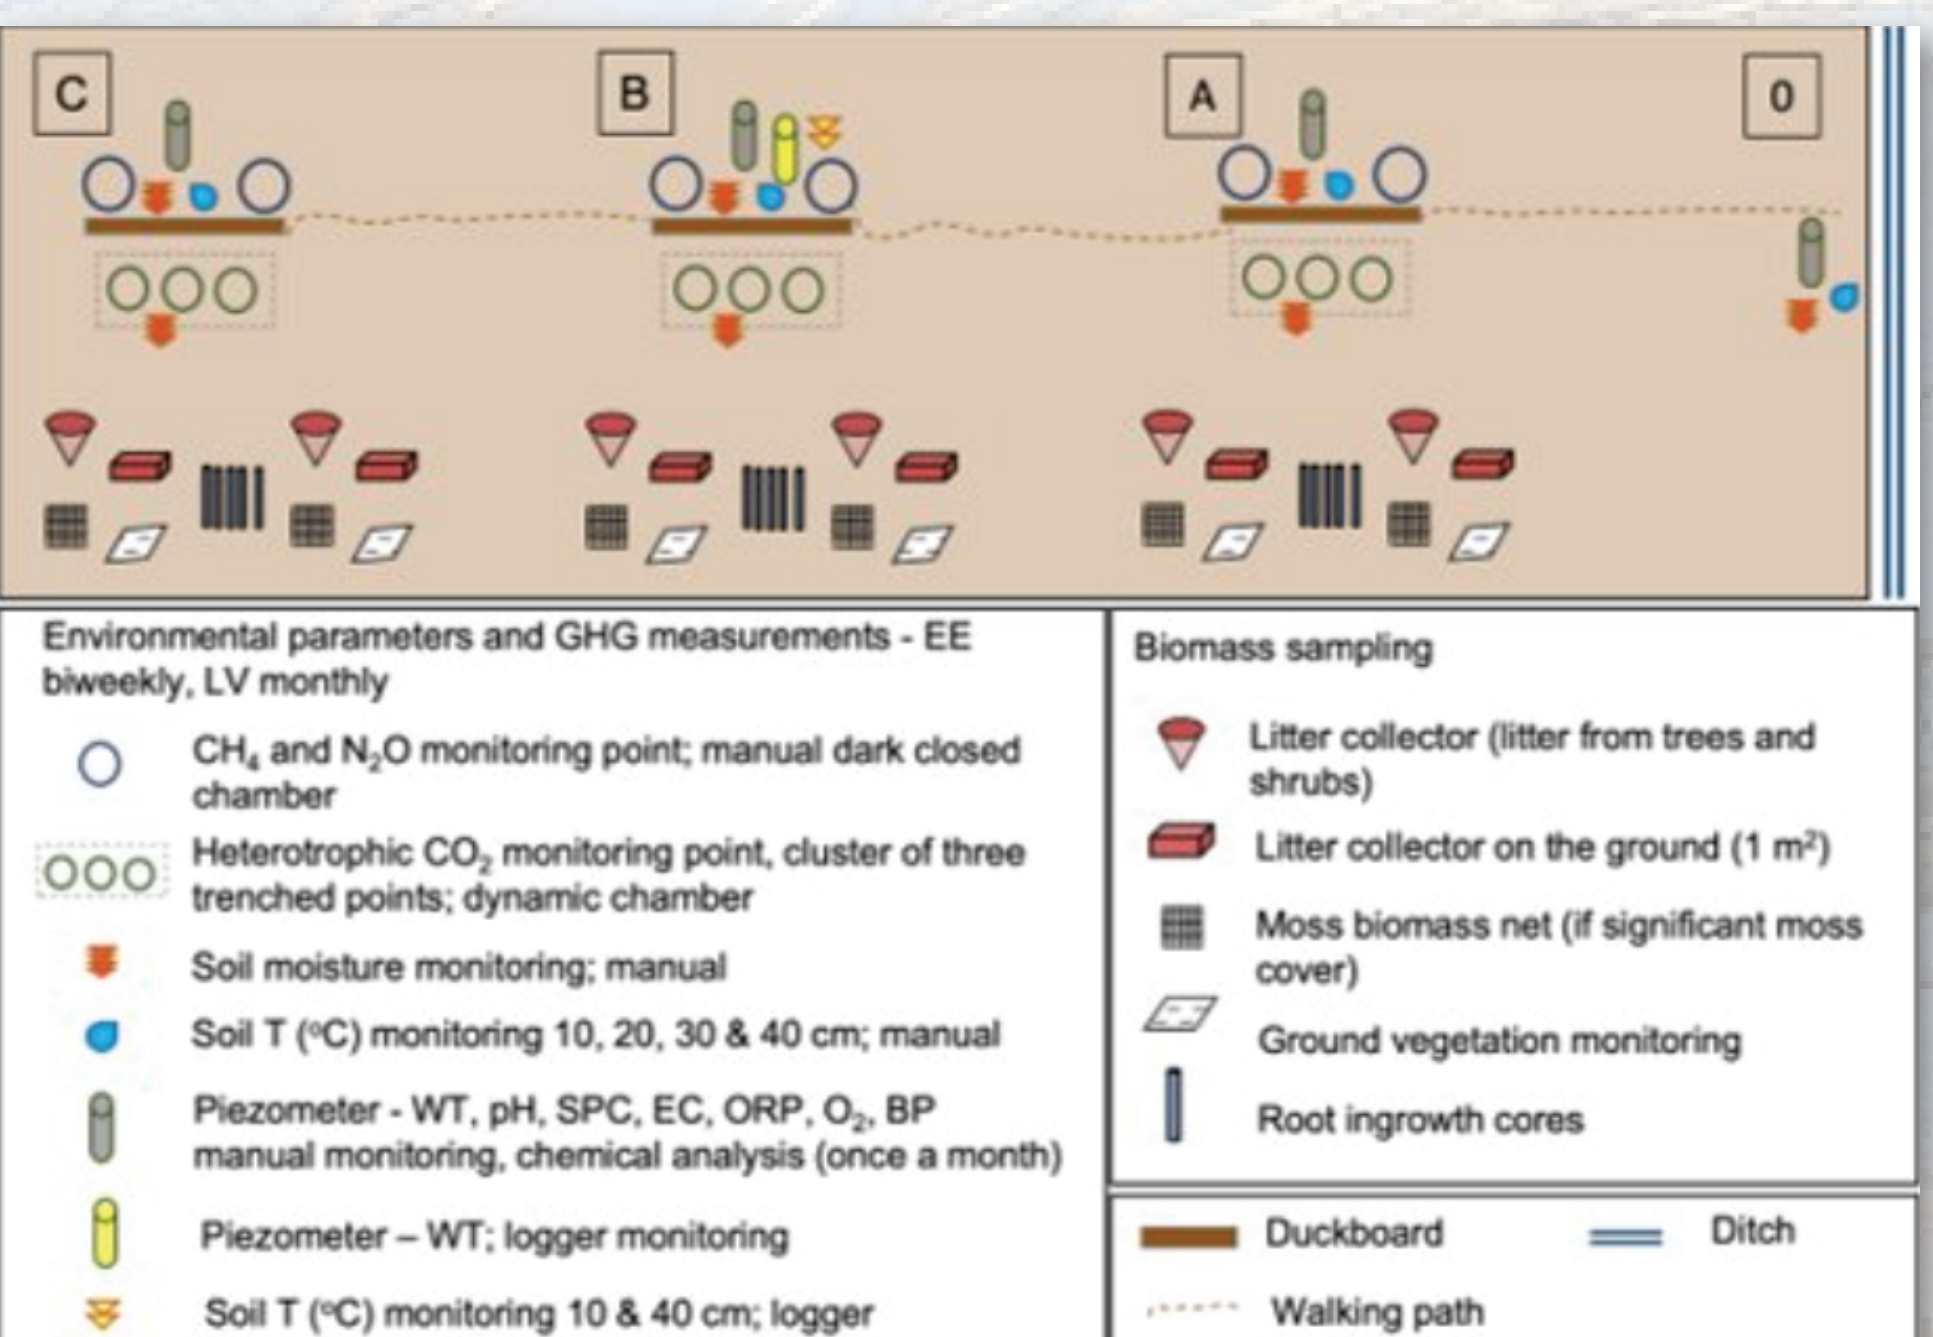 C
B
A
0
Environmental parameters and GHG measurements - EE
biweekly, LV monthly
CH₄ and N₂O monitoring point; manual dark closed
chamber
Heterotrophic CO₂ monitoring point, cluster of three
trenched points; dynamic chamber
Soil moisture monitoring; manual
Soil T (°C) monitoring 10, 20, 30 & 40 cm; manual
Piezometer - WT, pH, SPC, EC, ORP, O₂, BP
manual monitoring, chemical analysis (once a month)
Piezometer – WT; logger monitoring
Soil T (°C) monitoring 10 & 40 cm; logger
Biomass sampling
Litter collector (litter from trees and
shrubs)
Litter collector on the ground (1 m²)
Moss biomass net (if significant moss
cover)
Ground vegetation monitoring
Root ingrowth cores
Duckboard
Ditch
Walking path